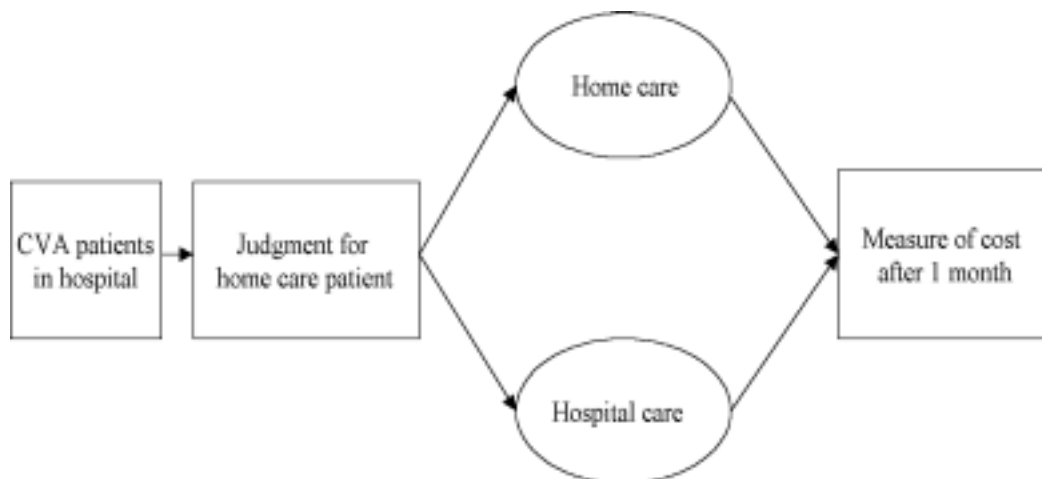 Home care
CVA patients
in hospital
Judgment for
home care patient
Measure of cost
after 1 month
Hospital care